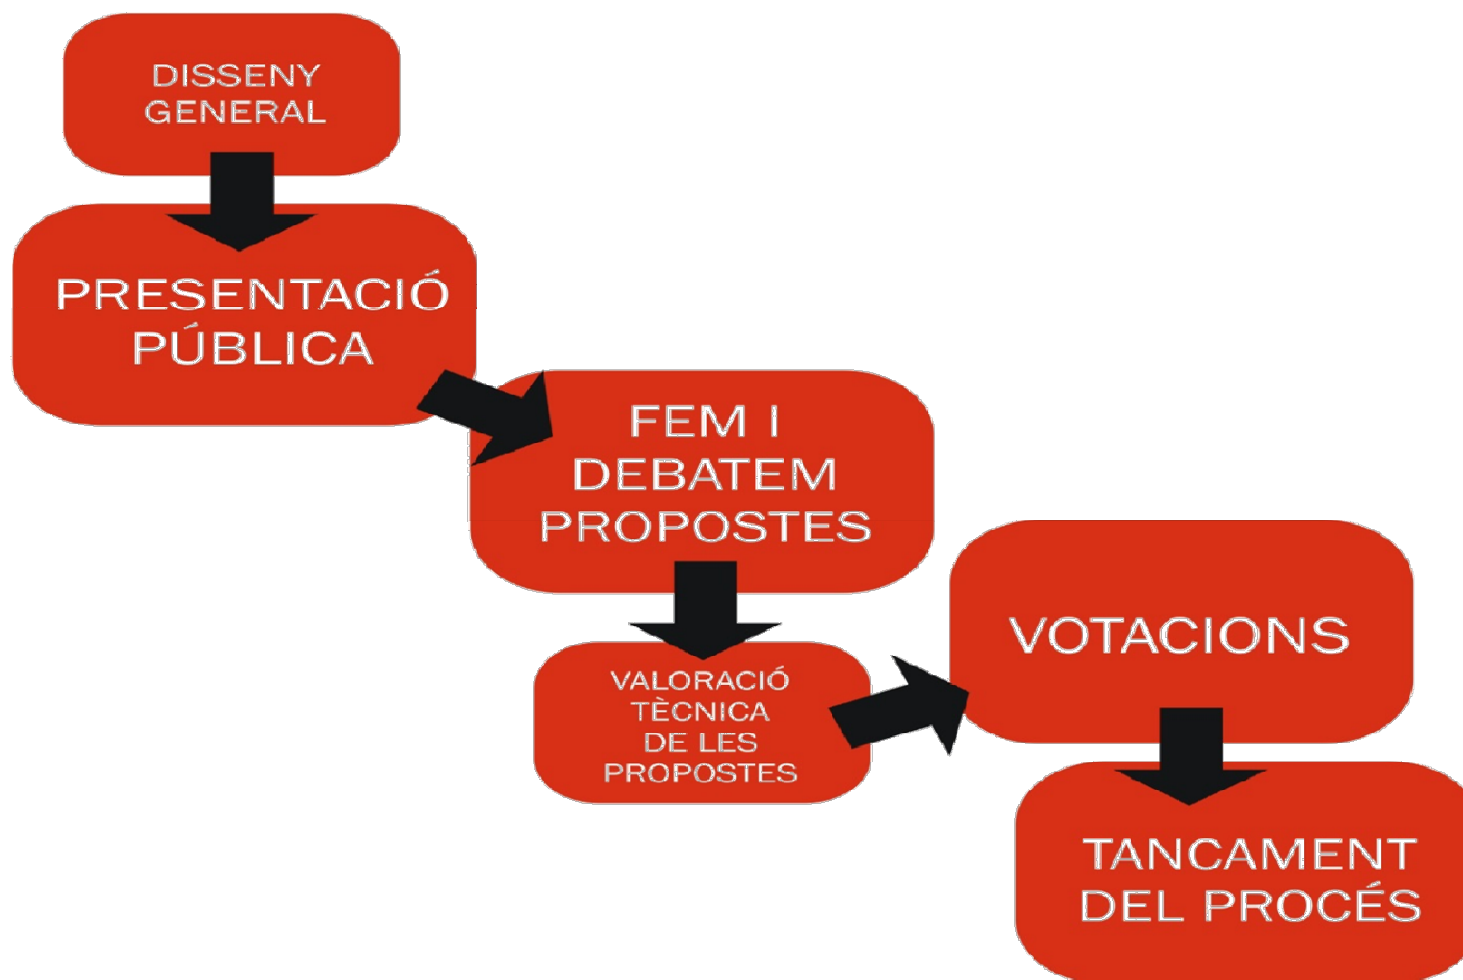 DISSENY
GENERAL
PRESENTACIÓ
PÚBLICA
FEM I
DEBATEM
PROPOSTES
VALORACIÓ
TÈCNICA
DE LES
PROPOSTES
VOTACIONS
TANCAMENT
DEL PROCÉS